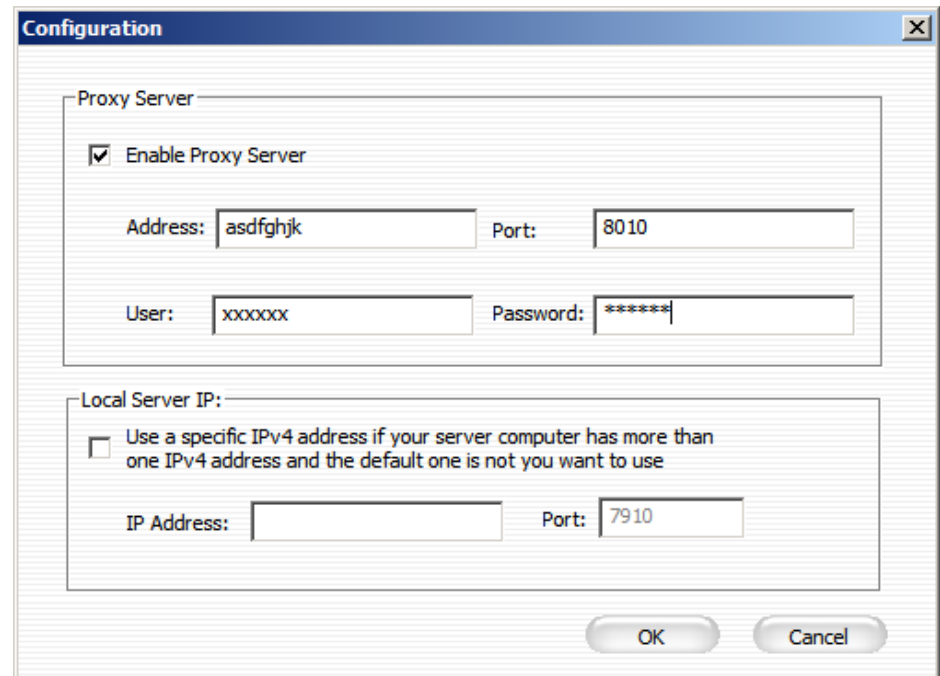 Configuration
Proxy Server
Enable Proxy Server
Address: asdfghjk Port: 8010
User: xxxxxx Password: ******
Local Server IP:
Use a specific IPv4 address if your server computer has more than
one IPv4 address and the default one is not you want to use
IP Address: Port: 7910
OK Cancel